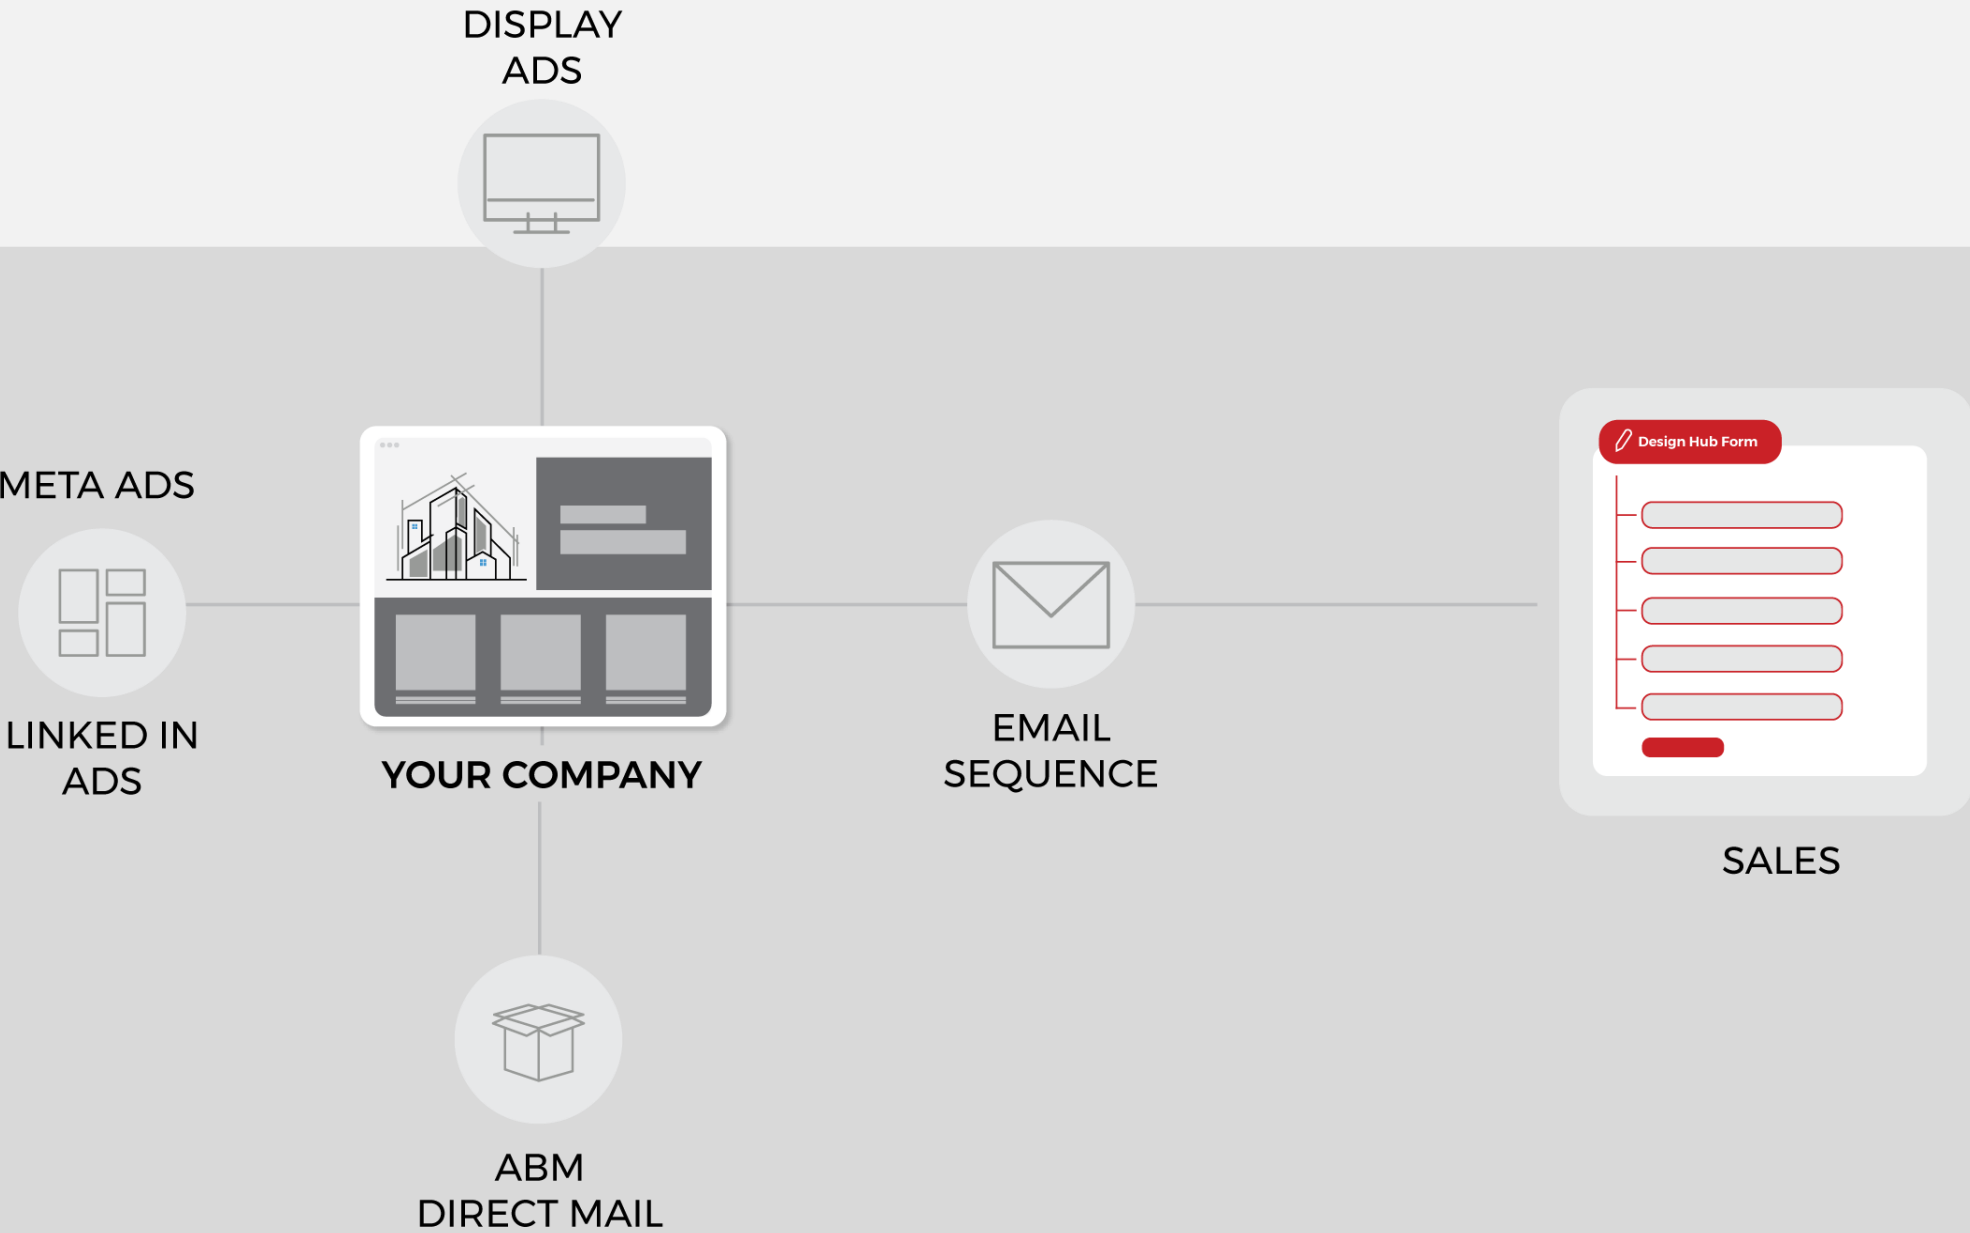 DISPLAY
ADS
META ADS
LINKED IN
ADS
YOUR COMPANY
EMAIL
SEQUENCE
Design Hub Form
SALES
ABM
DIRECT MAIL